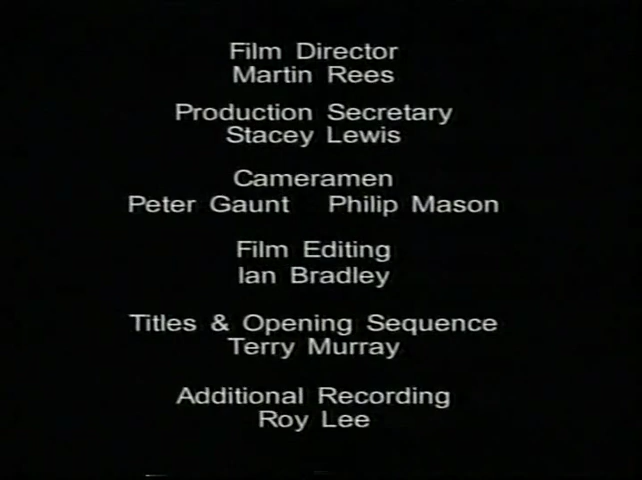 Film Director
Martin Rees
Production Secretary
Stacey Lewis
Cameramen
Peter Gaunt Philip Mason
Film Editing
Ian Bradley
Titles & Opening Sequence
Terry Murray
Additional Recording
Roy Lee